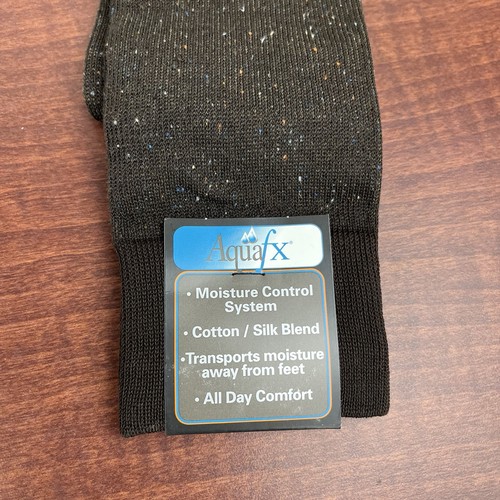 Aquafx®
• Moisture Control
System
• Cotton / Silk Blend
•Transports moisture
away from feet
• All Day Comfort